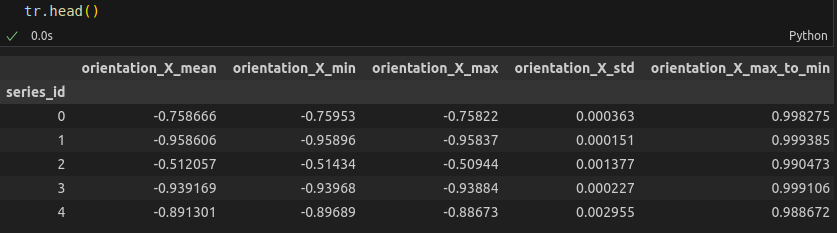 tr.head()
0.0s Python
orientation_X_mean orientation_X_min orientation_X_max orientation_X_std orientation_X_max_to_min
series_id
0 -0.758666 -0.75953 -0.75822 0.000363 0.998275
1 -0.958606 -0.95896 -0.95837 0.000151 0.999385
2 -0.512057 -0.51434 -0.50944 0.001377 0.990473
3 -0.939169 -0.93968 -0.93884 0.000227 0.999106
4 -0.891301 -0.89689 -0.88673 0.002955 0.988672